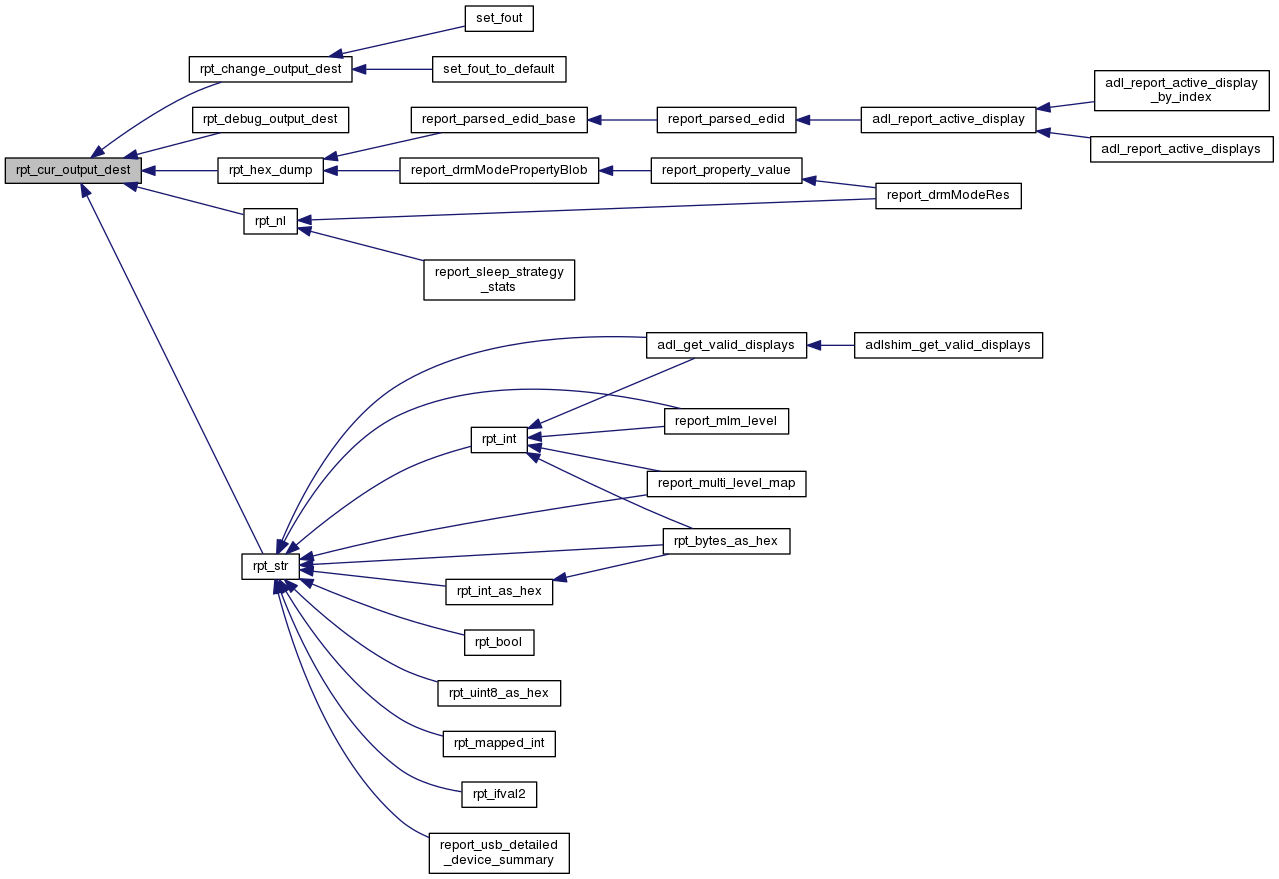 set_fout
rpt_change_output_dest
set_fout_to_default
adl_report_active_display
_by_index
rpt_debug_output_dest
report_parsed_edid_base
report_parsed_edid
adl_report_active_display
adl_report_active_displays
rpt_cur_output_dest
rpt_hex_dump
report_drmModePropertyBlob
report_property_value
report_drmModeRes
rpt_nl
report_sleep_strategy
_stats
adl_get_valid_displays
adlshim_get_valid_displays
report_mlm_level
rpt_int
report_multi_level_map
rpt_bytes_as_hex
rpt_str
rpt_int_as_hex
rpt_bool
rpt_uint8_as_hex
rpt_mapped_int
rpt_ifval2
report_usb_detailed
_device_summary